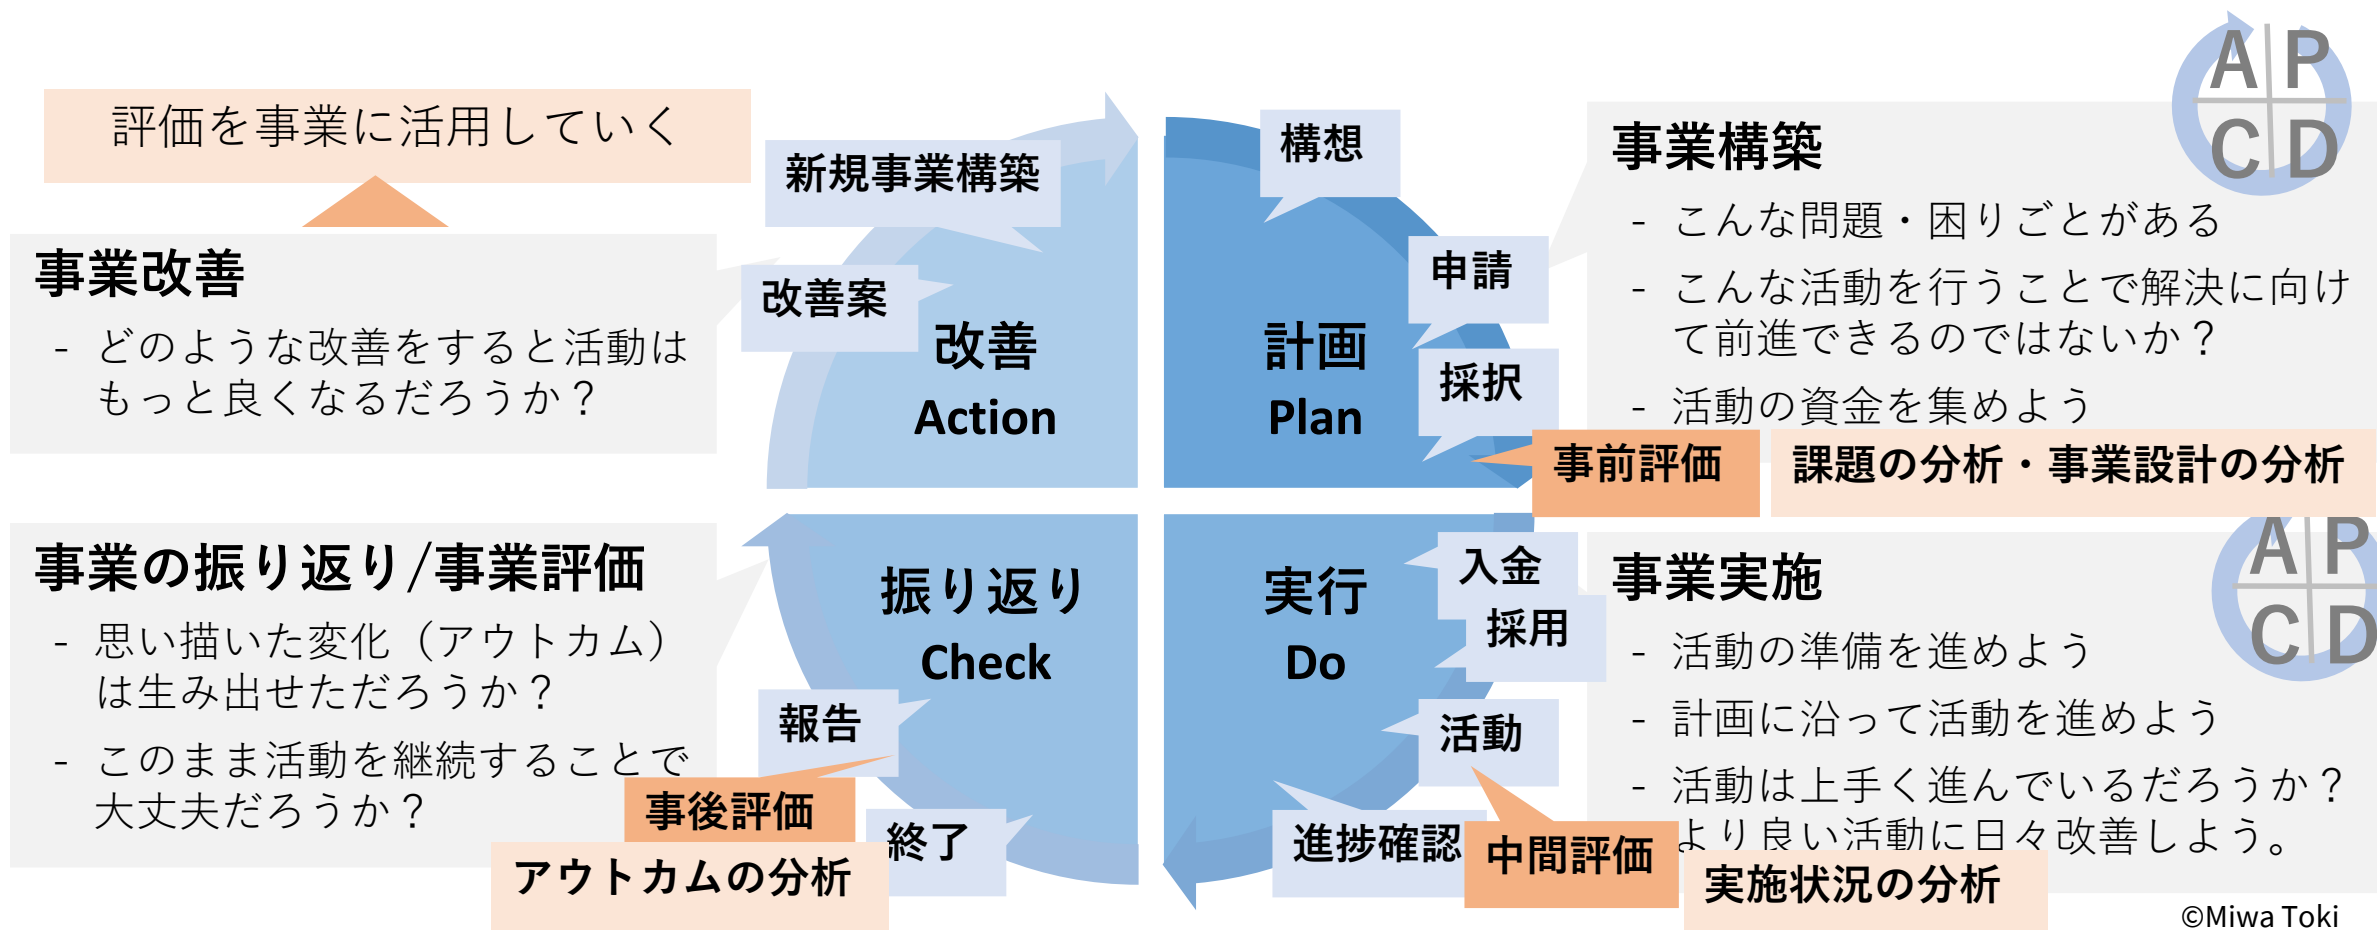 評価を事業に活用していく
事業改善
- どのような改善をすると活動は
もっと良くなるだろうか？
新規事業構築
改善案
改善
Action
構想
申請
採択
計画
Plan
A P
C D
事業構築
- こんな問題・困りごとがある
- こんな活動を行うことで解決に向け
て前進できるのではないか？
- 活動の資金を集めよう
事前評価
課題の分析・事業設計の分析
事業の振り返り/事業評価
- 思い描いた変化（アウトカム）
は生み出せただろうか？
- このまま活動を継続することで
大丈夫だろうか？
振り返り
Check
報告
事後評価
終了
アウトカムの分析
実行
Do
入金
採用
活動
進捗確認
中間評価
A P
C D
事業実施
- 活動の準備を進めよう
- 計画に沿って活動を進めよう
- 活動は上手く進んでいるだろうか？
より良い活動に日々改善しよう。
実施状況の分析
©Miwa Toki